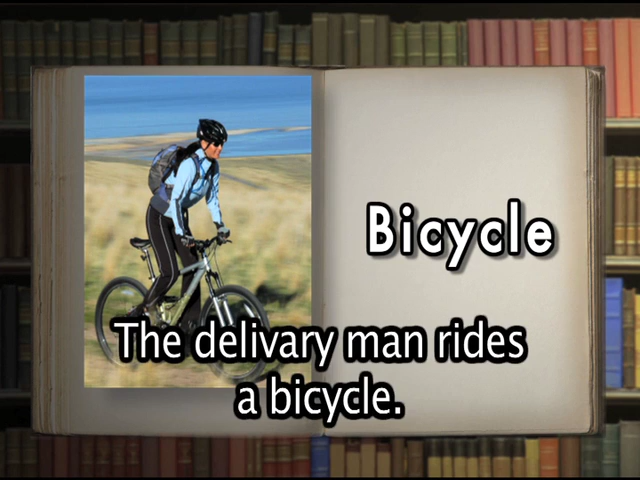 Bicycle
The delivary man rides
a bicycle.